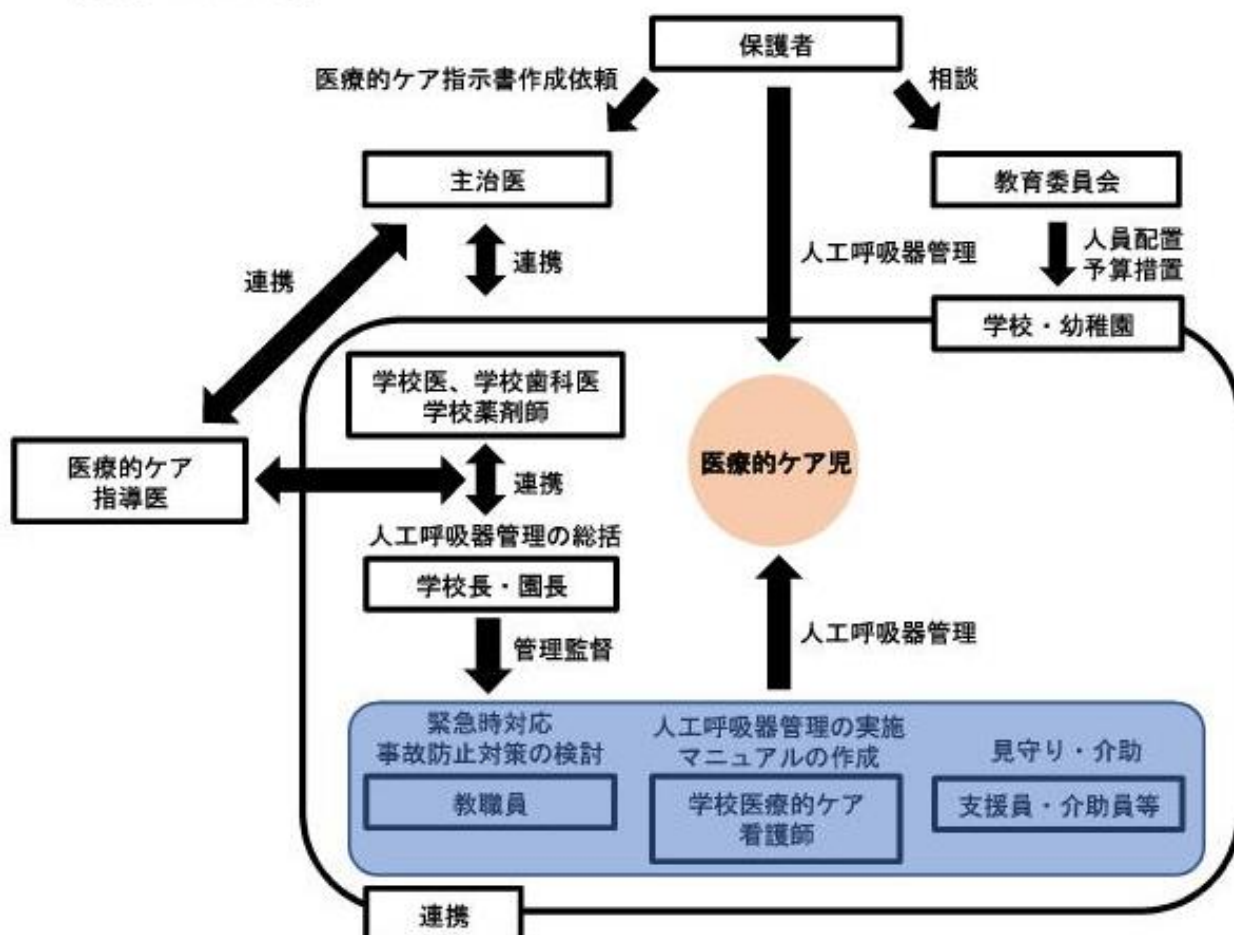 保護者
医療的ケア指示書作成依頼
相談
主治医
教育委員会
連携
連携
人工呼吸器管理
人員配置
予算措置
学校・幼稚園
学校医、学校歯科医
学校薬剤師
医療的ケア
指導医
連携
医療的ケア児
人工呼吸器管理の総括
学校長・園長
管理監督
人工呼吸器管理
緊急時対応
事故防止対策の検討
教職員
人工呼吸器管理の実施
マニュアルの作成
学校医療的ケア
看護師
見守り・介助
支援員・介助員等
連携